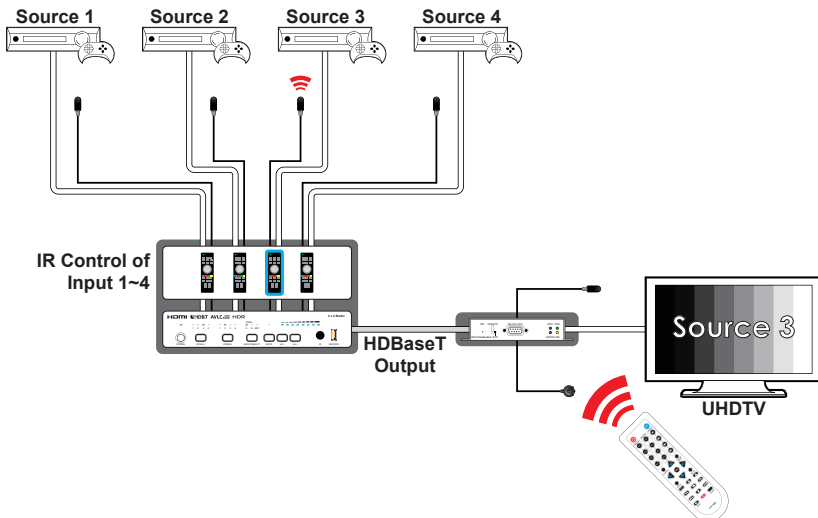 Source 1
Source 2
Source 3
Source 4
IR Control of
Input 1~4
HDMI HDBT AVLC HDR
HDBaseT
Output
Source 3
UHDTV